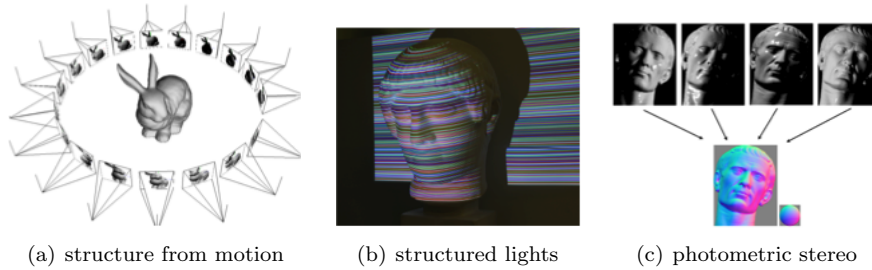 (a) structure from motion
(b) structured lights
(c) photometric stereo